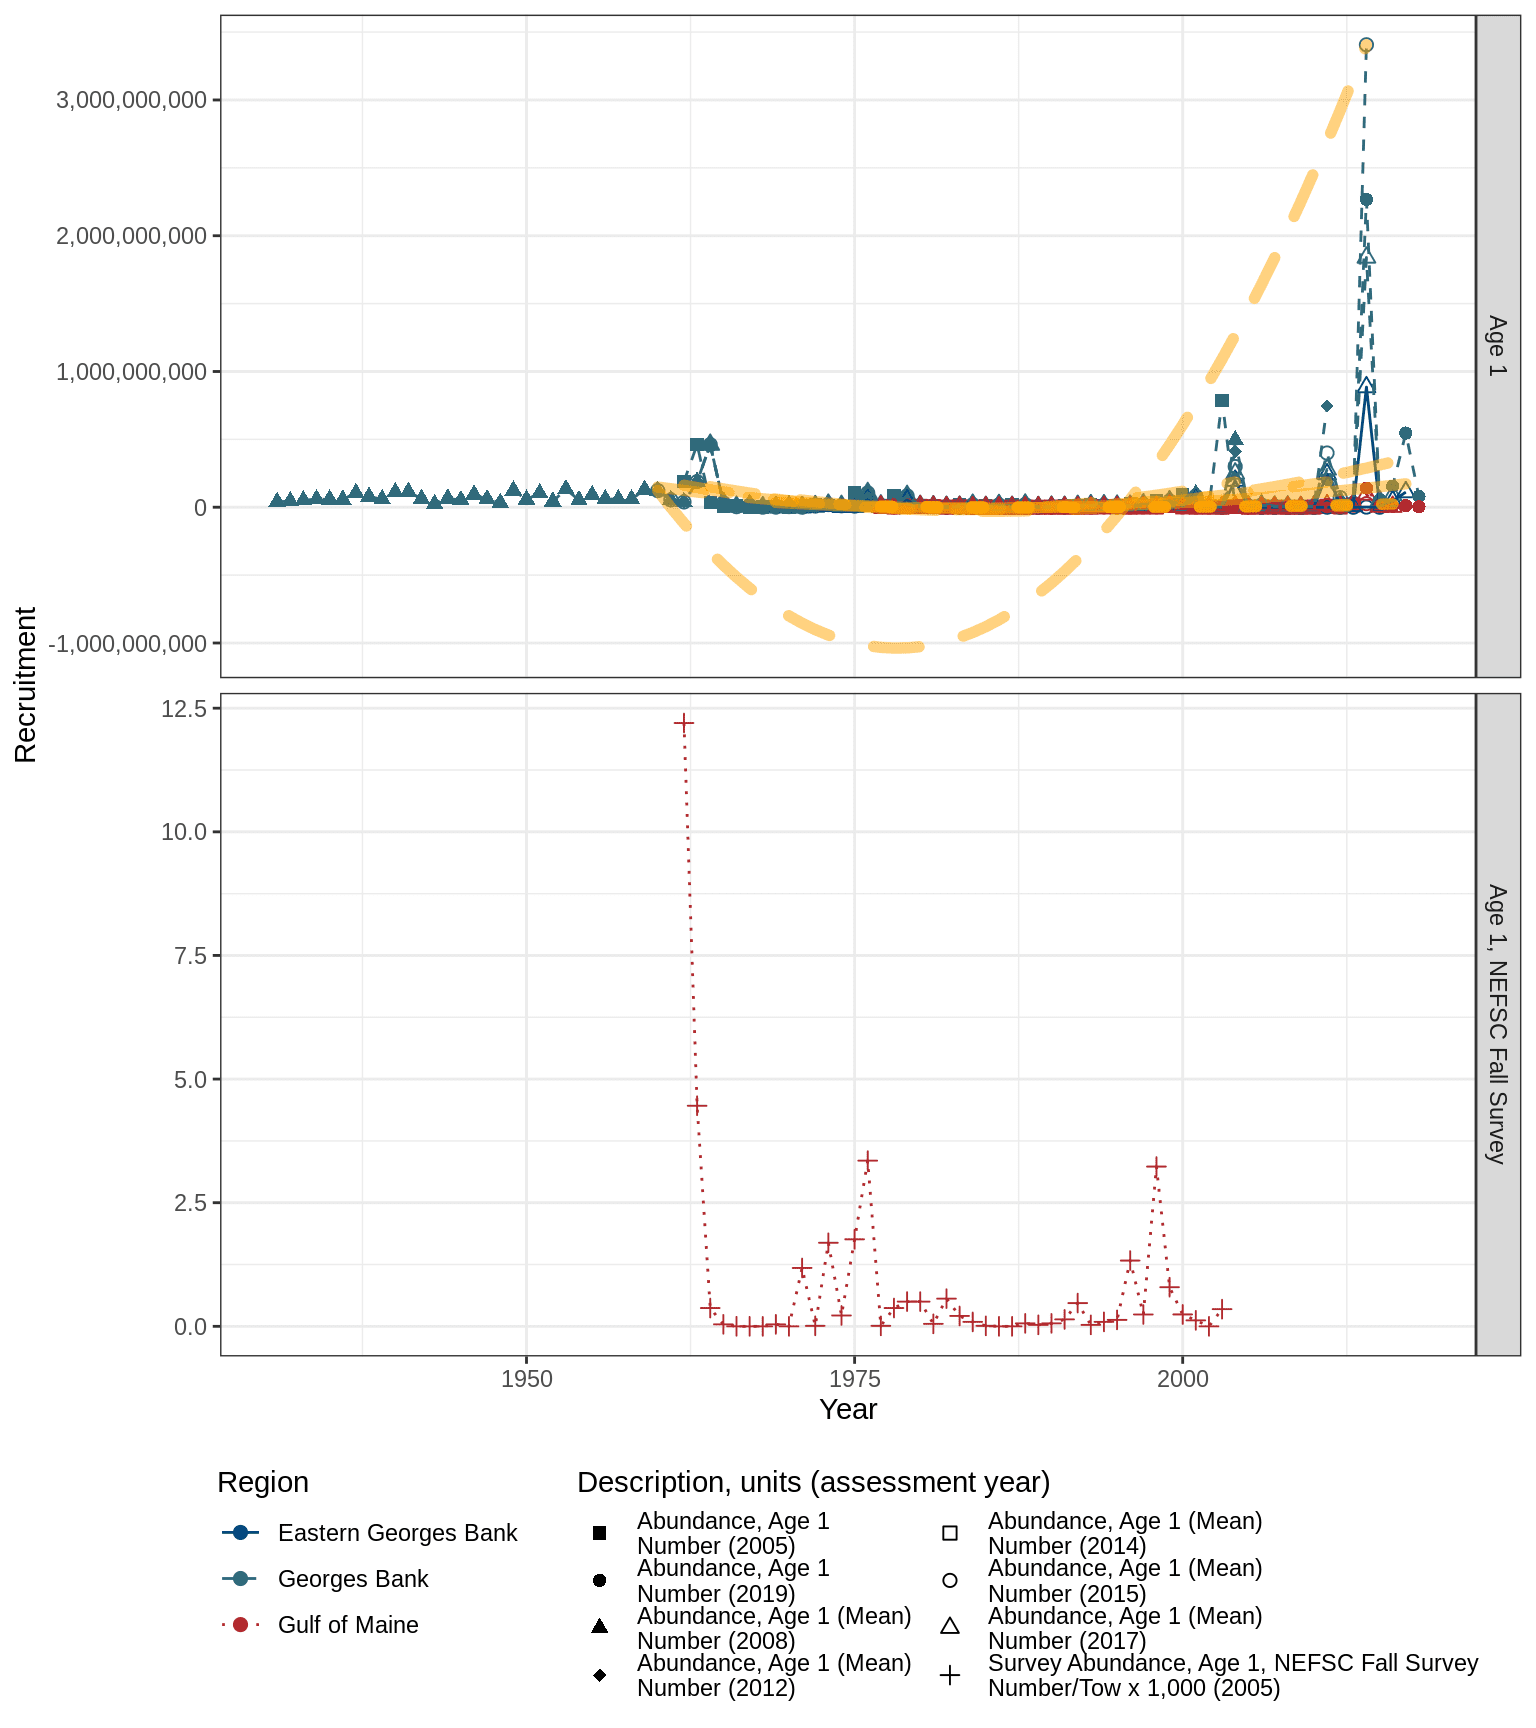 3,000,000,000
2,000,000,000
1,000,000,000
0
-1,000,000,000
Age 1
Recruitment
12.5
10.0
7.5
5.0
2.5
0.0
Age 1, NEFSC Fall Survey
1950 1975 2000
Year
Region
Eastern Georges Bank
Georges Bank
Gulf of Maine
Description, units (assessment year)
Abundance, Age 1
Number (2005)
Abundance, Age 1
Number (2019)
Abundance, Age 1 (Mean)
Number (2008)
Abundance, Age 1 (Mean)
Number (2012)
Abundance, Age 1 (Mean)
Number (2014)
Abundance, Age 1 (Mean)
Number (2015)
Abundance, Age 1 (Mean)
Number (2017)
Survey Abundance, Age 1, NEFSC Fall Survey
Number/Tow x 1,000 (2005)